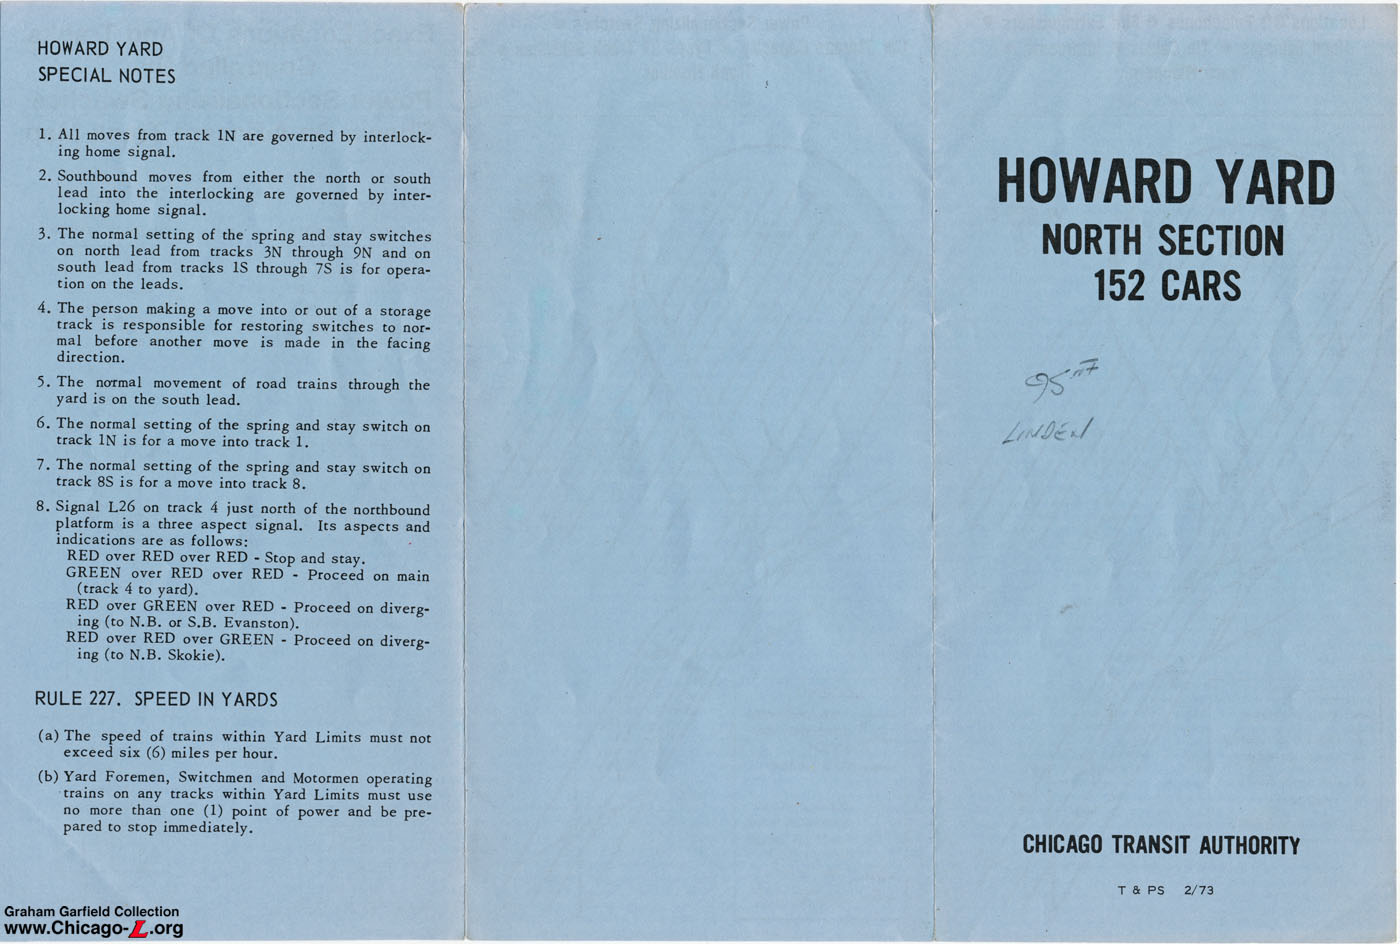 HOWARD YARD
SPECIAL NOTES
1. All moves from track 1N are governed by interlock-
ing home signal.
2. Southbound moves from either the north or south
lead into the interlocking are governed by inter-
locking home signal.
3. The normal setting of the spring and stay switches
on north lead from tracks 3N through 9N and on
south lead from tracks 1S through 7S is for opera-
tion on the leads.
4. The person making a move into or out of a storage
track is responsible for restoring switches to nor-
mal before another move is made in the facing
direction.
5. The normal movement of road trains through the
yard is on the south lead.
6. The normal setting of the spring and stay switch on
track 1N is for a move into track 1.
7. The normal setting of the spring and stay switch on
track 8S is for a move into track 8.
8. Signal L26 on track 4 just north of the northbound
platform is a three aspect signal. Its aspects and
indications are as follows:
RED over RED over RED - Stop and stay.
GREEN over RED over RED - Proceed on main
(track 4 to yard).
RED over GREEN over RED - Proceed on diverg-
ing (to N.B. or S.B. Evanston).
RED over RED over GREEN - Proceed on diverg-
ing (to N.B. Skokie).
RULE 227. SPEED IN YARDS
(a) The speed of trains within Yard Limits must not
exceed six (6) miles per hour.
(b) Yard Foremen, Switchmen and Motormen operating
trains on any tracks within Yard Limits must use
no more than one (1) point of power and be pre-
pared to stop immediately.
Graham Garfield Collection
www.Chicago-L.org
HOWARD YARD
NORTH SECTION
152 CARS
95
LINDEN
CHICAGO TRANSIT AUTHORITY
T & PS 2/73